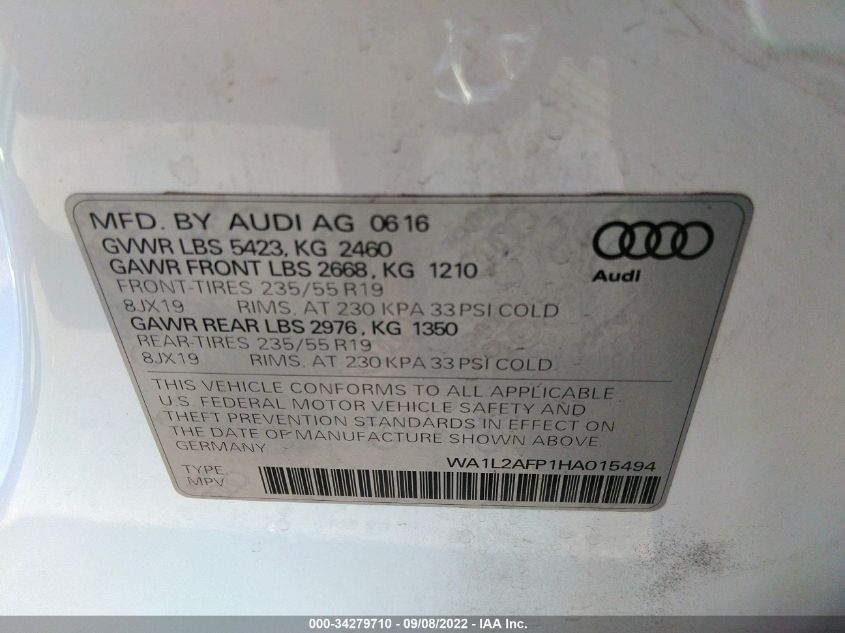 MFD. BY AUDI AG 06 16
GVWR LBS 5423, KG 2460
GAWR FRONT LBS 2668, KG 1210
FRONT-TIRES 235/55 R19
8JX19 RIMS, AT 230 KPA 33 PSI COLD
GAWR REAR LBS 2976, KG 1350
REAR-TIRES 235/55 R19
8JX19 RIMS, AT 230 KPA 33 PSI COLD.
Audi
THIS VEHICLE CONFORMS TO ALL APPLICABLE
U.S. FEDERAL MOTOR VEHICLE SAFETY AND
THEFT PREVENTION STANDARDS IN EFFECT ON
THE DATE OF MANUFACTURE SHOWN ABOVE.
GERMANY
WA1L2AFP1HA015494
TYPE
MPV
000-34279710 - 09/08/2022 - IAA Inc.